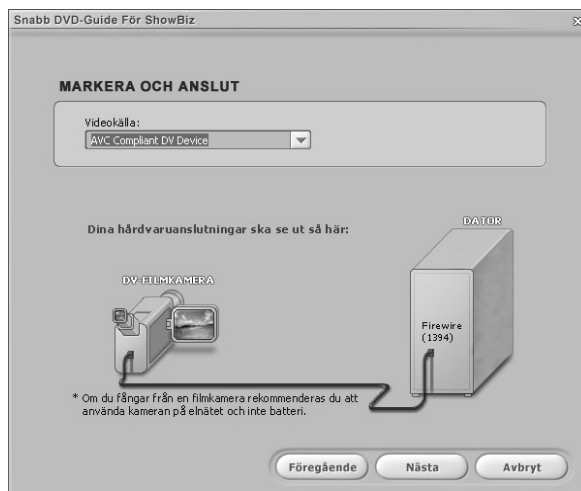 Snabb DVD-Guide För ShowBiz
MARKERA OCH ANSLUT
Videokälla:
AVC Compliant DV Device
Dina hårdvaruanslutningar ska se ut så här:
DATOR
DV-FILMKAMERA
Firewire
(1394)
* Om du fångar från en filmkamera rekommenderas du att
använda kameran på elnätet och inte batteri.
Föregående
Nästa
Avbryt